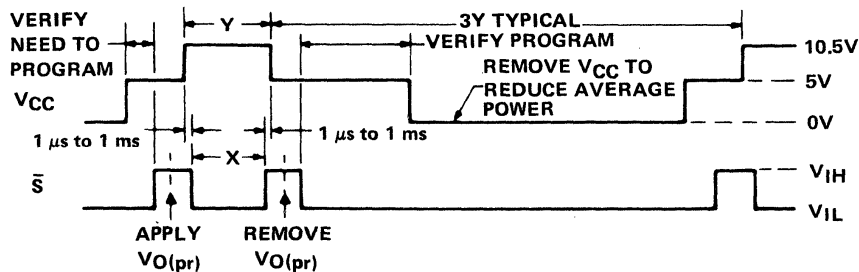 VERIFY
NEED TO
PROGRAM
Y
3Y TYPICAL
VERIFY PROGRAM
REMOVE VCC TO
REDUCE AVERAGE
POWER
10.5V
5V
0V
VCC
1 μs to 1 ms
1 μs to 1 ms
X
S̄
VIH
VIL
APPLY
VO(pr)
REMOVE
VO(pr)